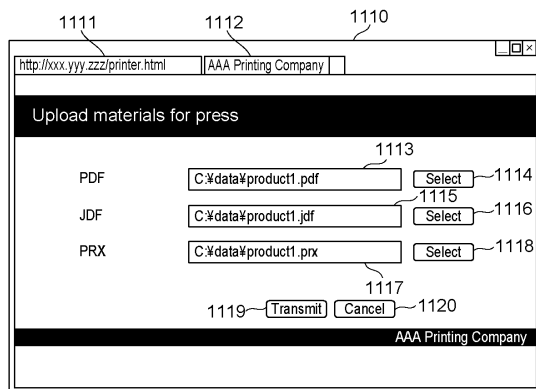 1111
1112
1110
http://xxx.yyy.zzz/printer.html
AAA Printing Company
Upload materials for press
1113
PDF
C:¥data¥product1.pdf
Select
1114
1115
JDF
C:¥data¥product1.jdf
Select
1116
PRX
C:¥data¥product1.prx
Select
1118
1117
1119
Transmit
Cancel
1120
AAA Printing Company